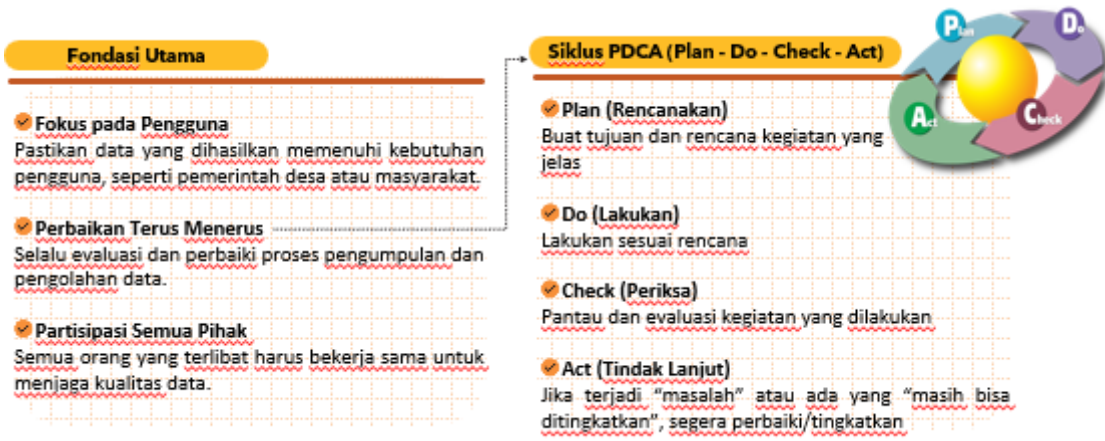 Fondasi Utama
Fokus pada Pengguna
Pastikan data yang dihasilkan memenuhi kebutuhan
pengguna, seperti pemerintah desa atau masyarakat.
Perbaikan Terus Menerus
Selalu evaluasi dan perbaiki proses pengumpulan dan
pengolahan data.
Partisipasi Semua Pihak
Semua orang yang terlibat harus bekerja sama untuk
menjaga kualitas data.
Siklus PDCA (Plan - Do - Check - Act)
Plan
Do
Check
Act
Plan (Rencanakan)
Buat tujuan dan rencana kegiatan yang
jelas
Do (Lakukan)
Lakukan sesuai rencana
Check (Periksa)
Pantau dan evaluasi kegiatan yang dilakukan
Act (Tindak Lanjut)
Jika terjadi “masalah” atau ada yang “masih bisa
ditingkatkan”, segera perbaiki/tingkatkan